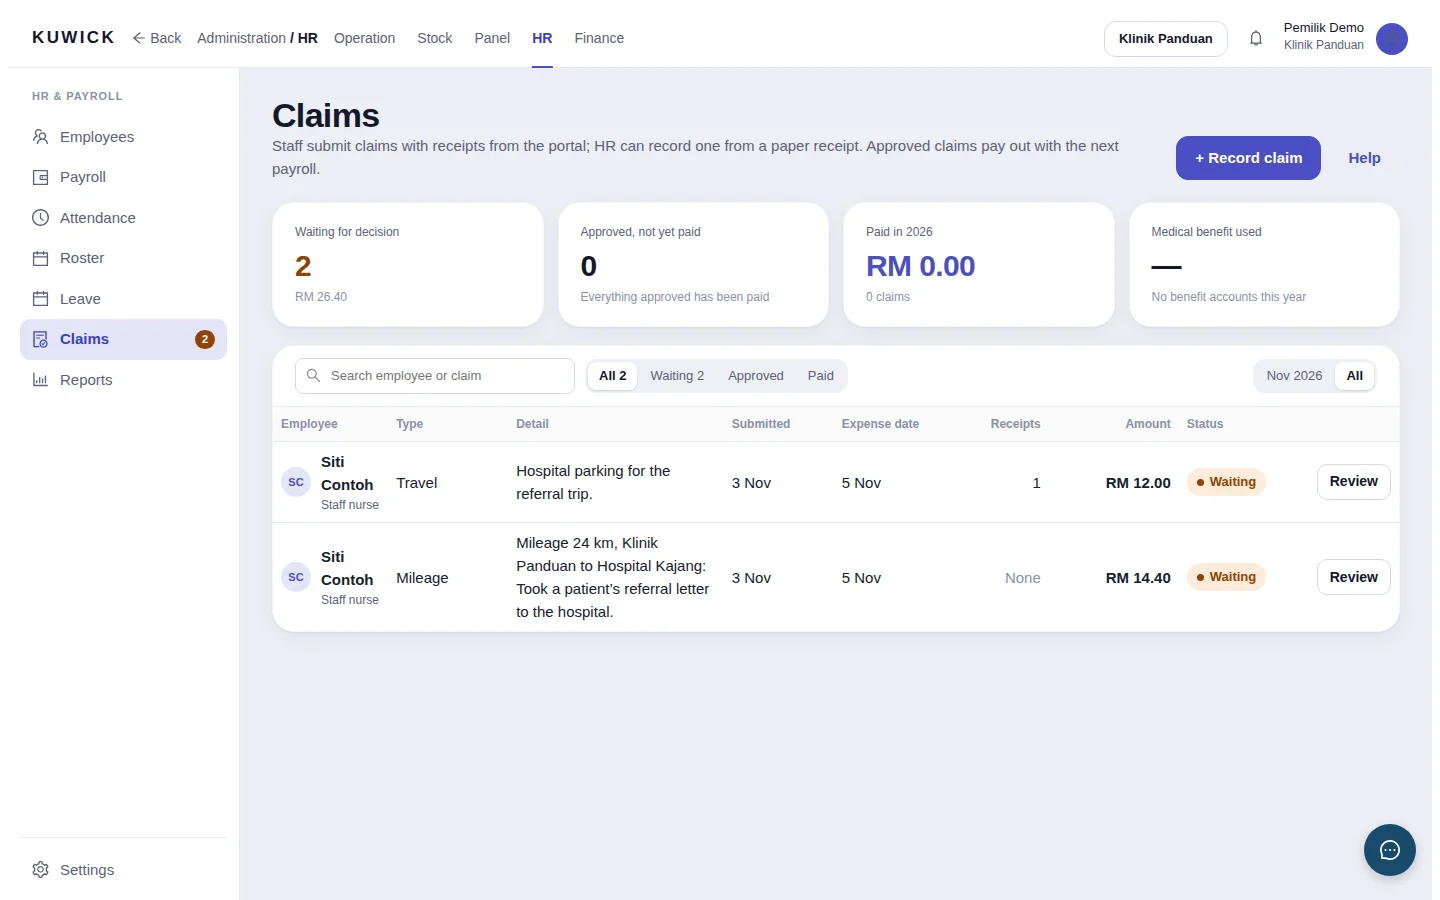 KUWICK
Back
Administration / HR
Operation
Stock
Panel
HR
Finance
Klinik Panduan
Pemilik Demo
Klinik Panduan
HR & PAYROLL
Employees
Payroll
Attendance
Roster
Leave
Claims 2
Reports
Settings
Claims
Staff submit claims with receipts from the portal; HR can record one from a paper receipt. Approved claims pay out with the next
payroll.
+ Record claim
Help
Waiting for decision
2
RM 26.40
Approved, not yet paid
0
Everything approved has been paid
Paid in 2026
RM 0.00
0 claims
Medical benefit used
—
No benefit accounts this year
Search employee or claim
All 2
Waiting 2
Approved
Paid
Nov 2026
All
Employee Type Detail Submitted Expense date Receipts Amount Status
SC
Siti
Contoh
Staff nurse
Travel
Hospital parking for the
referral trip.
3 Nov
5 Nov
1
RM 12.00
Waiting
Review
SC
Siti
Contoh
Staff nurse
Mileage
Mileage 24 km, Klinik
Panduan to Hospital Kajang:
Took a patient’s referral letter
to the hospital.
3 Nov
5 Nov
None
RM 14.40
Waiting
Review